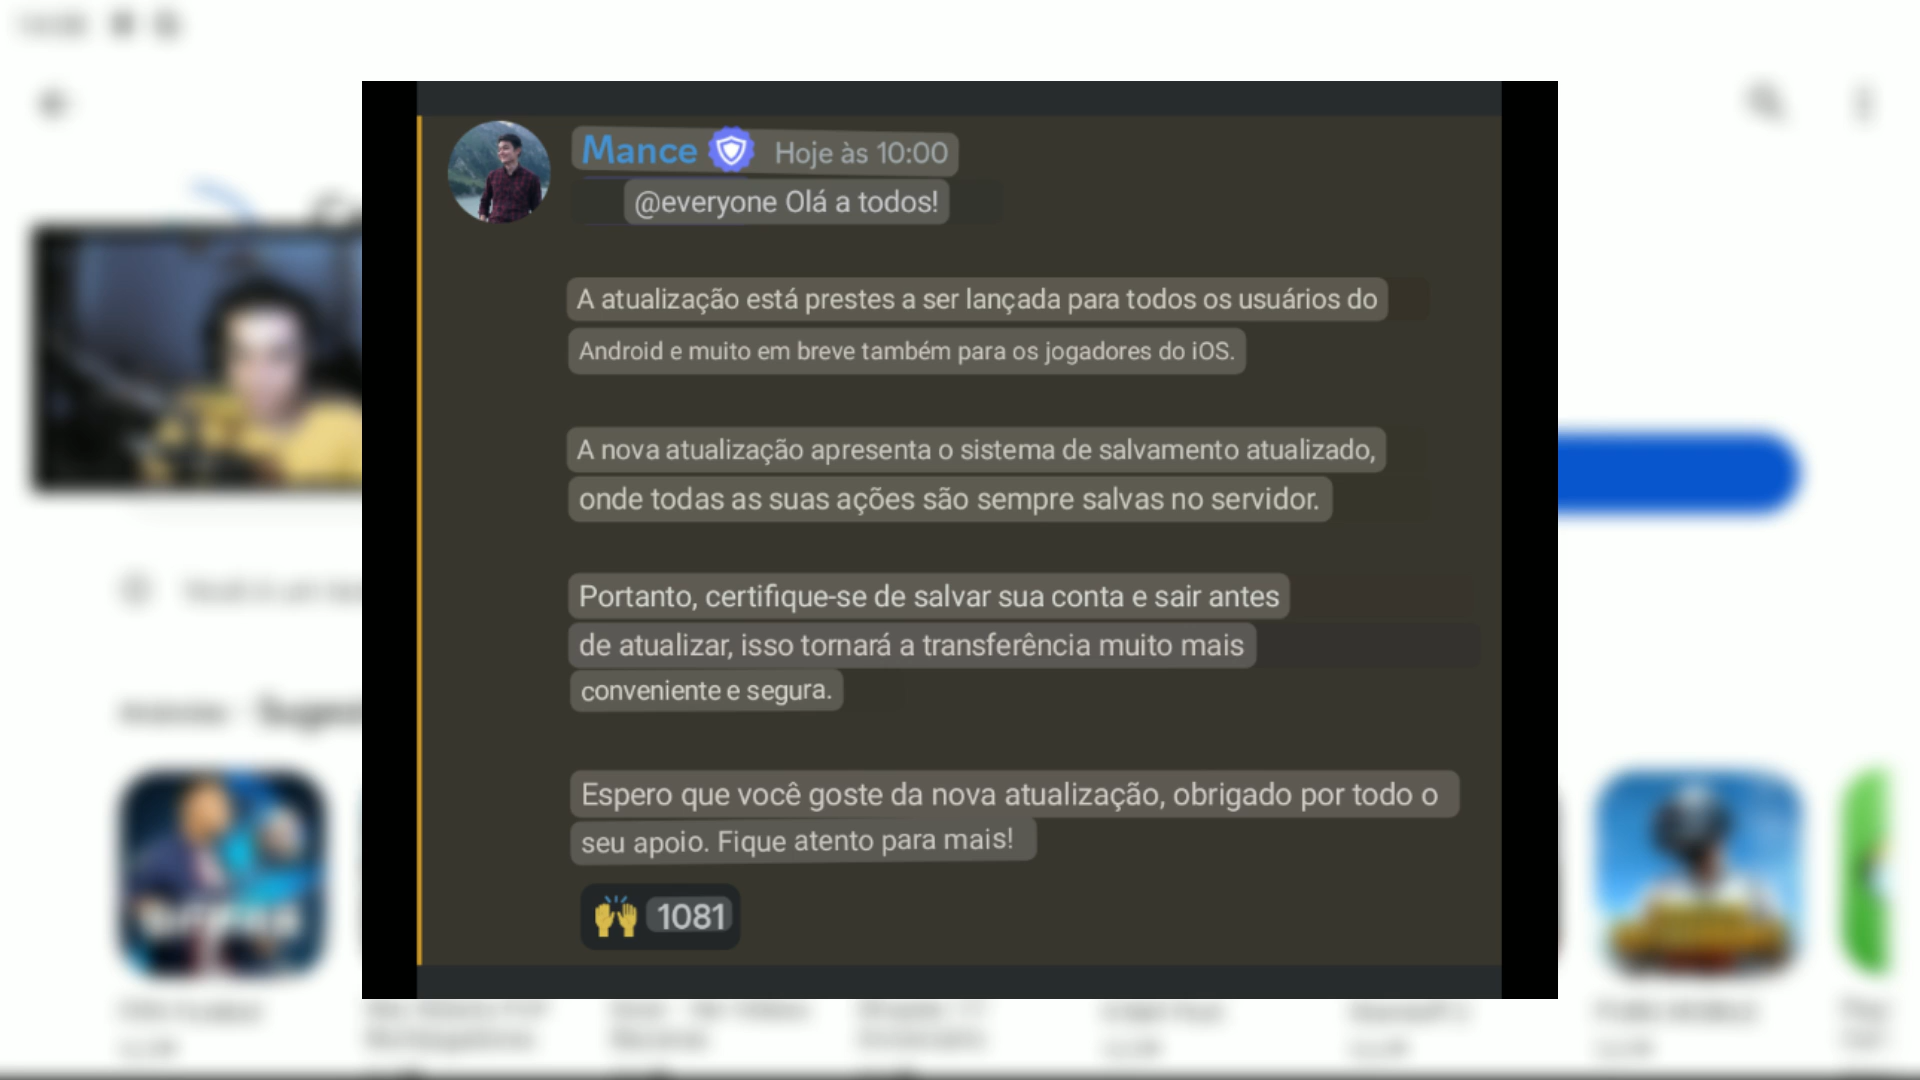 Mance Hoje às 10:00
@everyone Olá a todos!
A atualização está prestes a ser lançada para todos os usuários do
Android e muito em breve também para os jogadores do iOS.
A nova atualização apresenta o sistema de salvamento atualizado,
onde todas as suas ações são sempre salvas no servidor.
Portanto, certifique-se de salvar sua conta e sair antes
de atualizar, isso tornará a transferência muito mais
conveniente e segura.
Espero que você goste da nova atualização, obrigado por todo o
seu apoio. Fique atento para mais!
1081